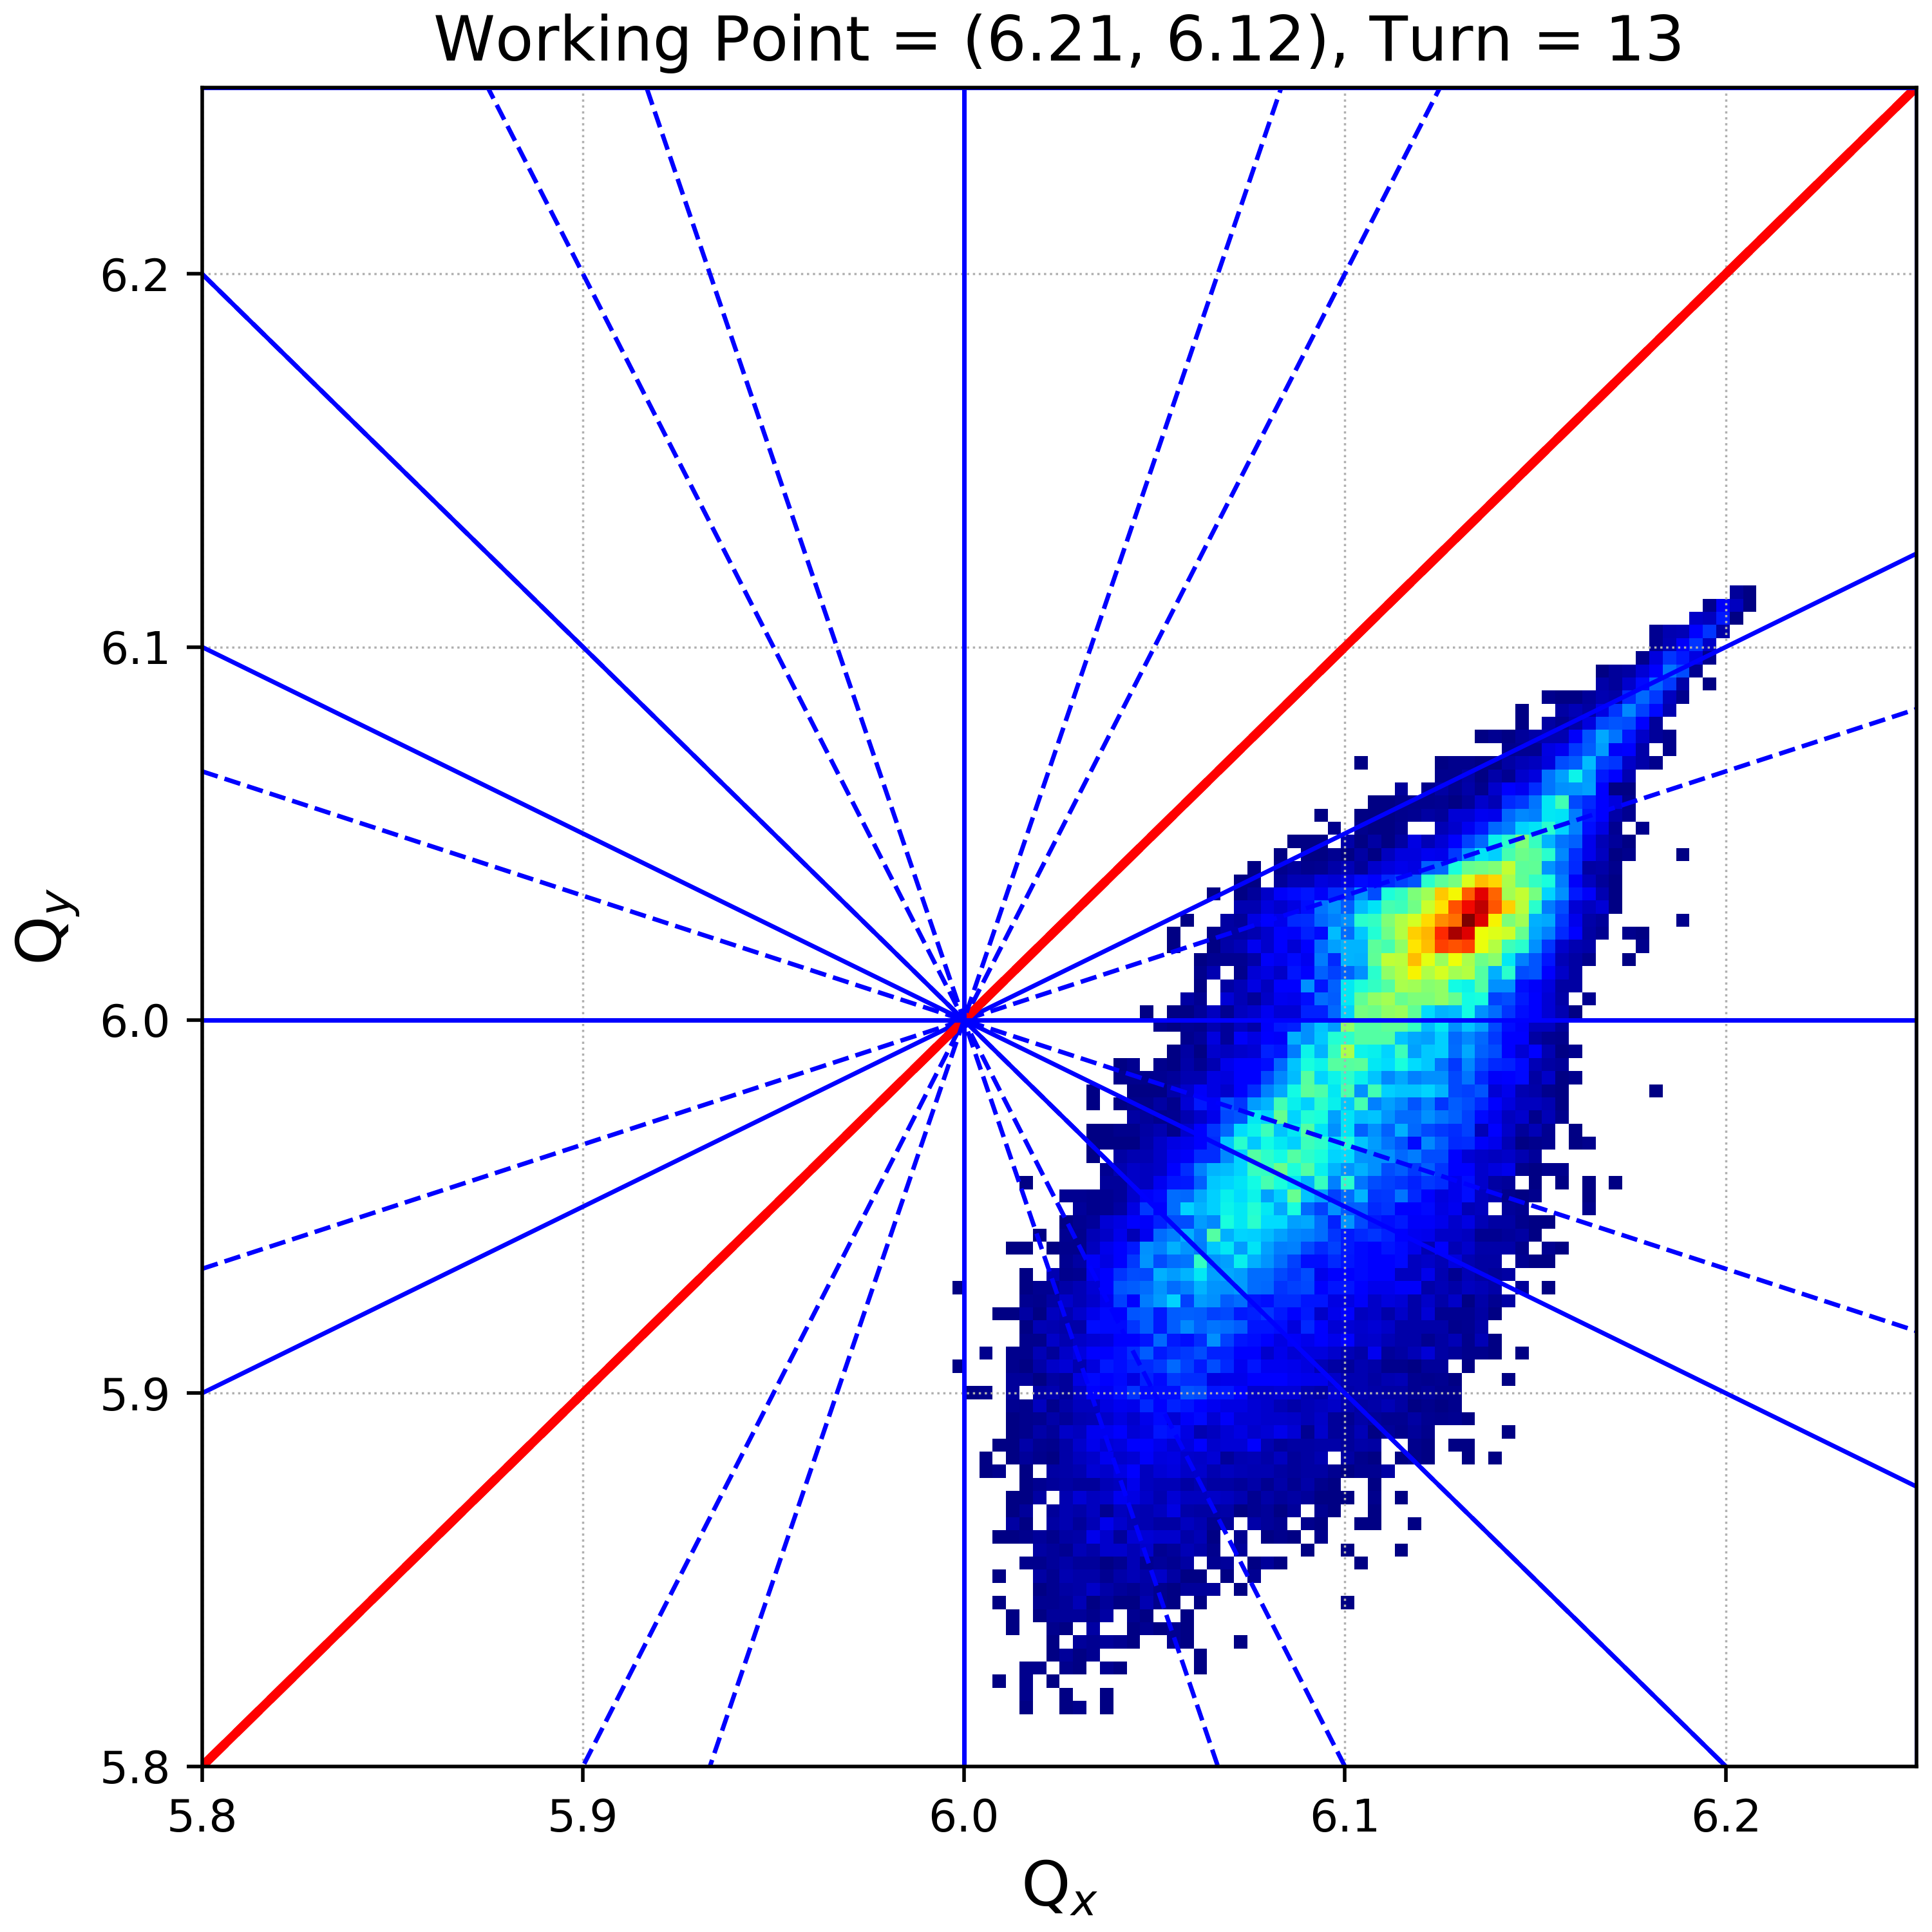 Working Point = (6.21, 6.12), Turn = 13
6.2
6.1
6.0
5.9
5.8
Qy
5.8 5.9 6.0 6.1 6.2
Qx